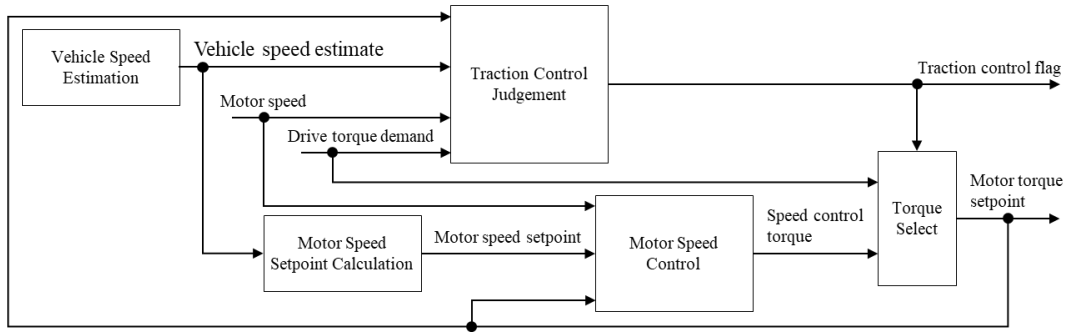 Vehicle Speed
Estimation
Vehicle speed estimate
Traction Control
Judgement
Traction control flag
Motor speed
Drive torque demand
Motor Speed
Setpoint Calculation
Motor speed setpoint
Motor Speed
Control
Speed control
torque
Torque
Select
Motor torque
setpoint